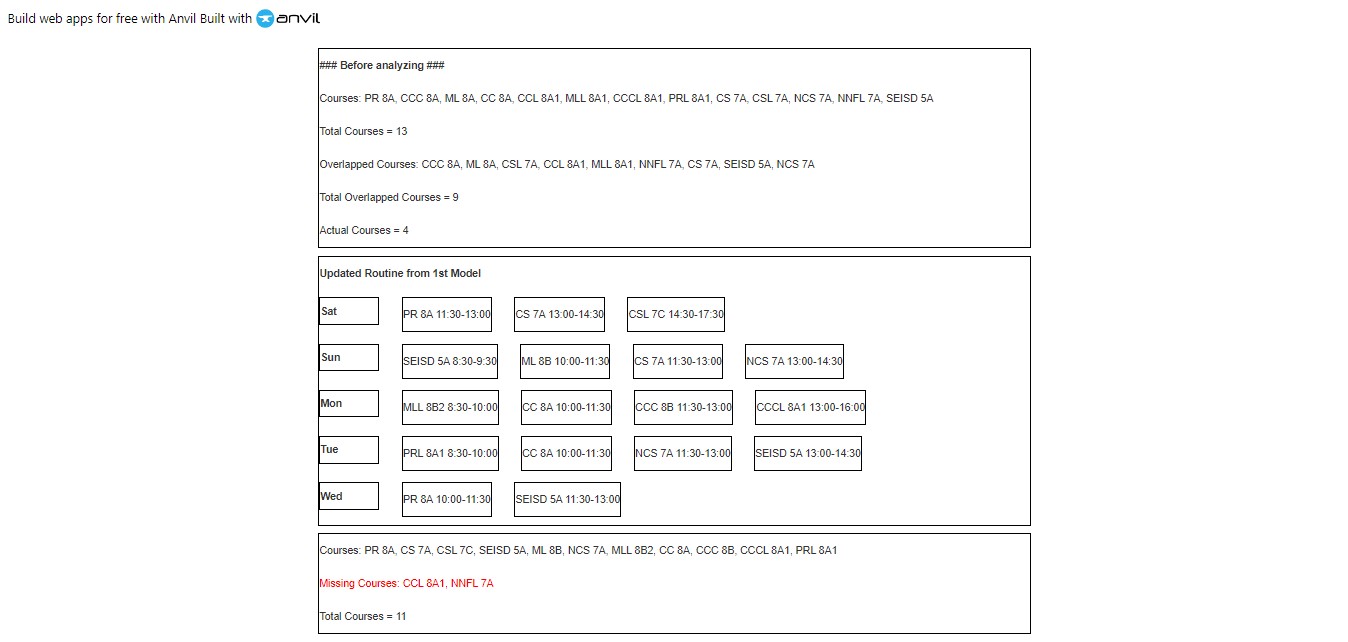 Build web apps for free with Anvil Built with anvil
### Before analyzing ###
Courses: PR 8A, CCC 8A, ML 8A, CC 8A, CCL 8A1, MLL 8A1, CCCL 8A1, PRL 8A1, CS 7A, CSL 7A, NCS 7A, NNFL 7A, SEISD 5A
Total Courses = 13
Overlapped Courses: CCC 8A, ML 8A, CSL 7A, CCL 8A1, MLL 8A1, NNFL 7A, CS 7A, SEISD 5A, NCS 7A
Total Overlapped Courses = 9
Actual Courses = 4
Updated Routine from 1st Model
Sat PR 8A 11:30-13:00 CS 7A 13:00-14:30 CSL 7C 14:30-17:30
Sun SEISD 5A 8:30-9:30 ML 8B 10:00-11:30 CS 7A 11:30-13:00 NCS 7A 13:00-14:30
Mon MLL 8B2 8:30-10:00 CC 8A 10:00-11:30 CCC 8B 11:30-13:00 CCCL 8A1 13:00-16:00
Tue PRL 8A1 8:30-10:00 CC 8A 10:00-11:30 NCS 7A 11:30-13:00 SEISD 5A 13:00-14:30
Wed PR 8A 10:00-11:30 SEISD 5A 11:30-13:00
Courses: PR 8A, CS 7A, CSL 7C, SEISD 5A, ML 8B, NCS 7A, MLL 8B2, CC 8A, CCC 8B, CCCL 8A1, PRL 8A1
Missing Courses: CCL 8A1, NNFL 7A
Total Courses = 11